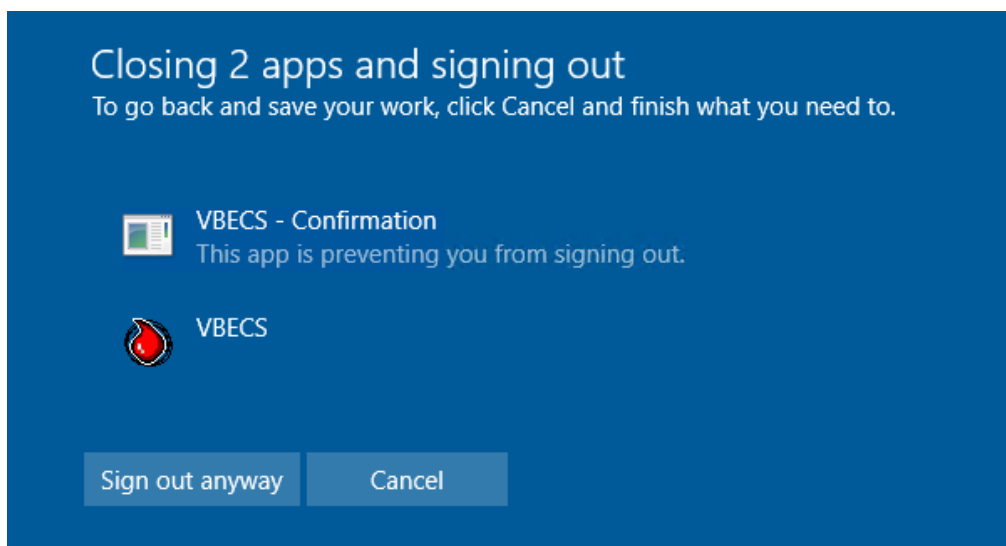 Closing 2 apps and signing out
To go back and save your work, click Cancel and finish what you need to.
VBECS - Confirmation
This app is preventing you from signing out.
VBECS
Sign out anyway
Cancel